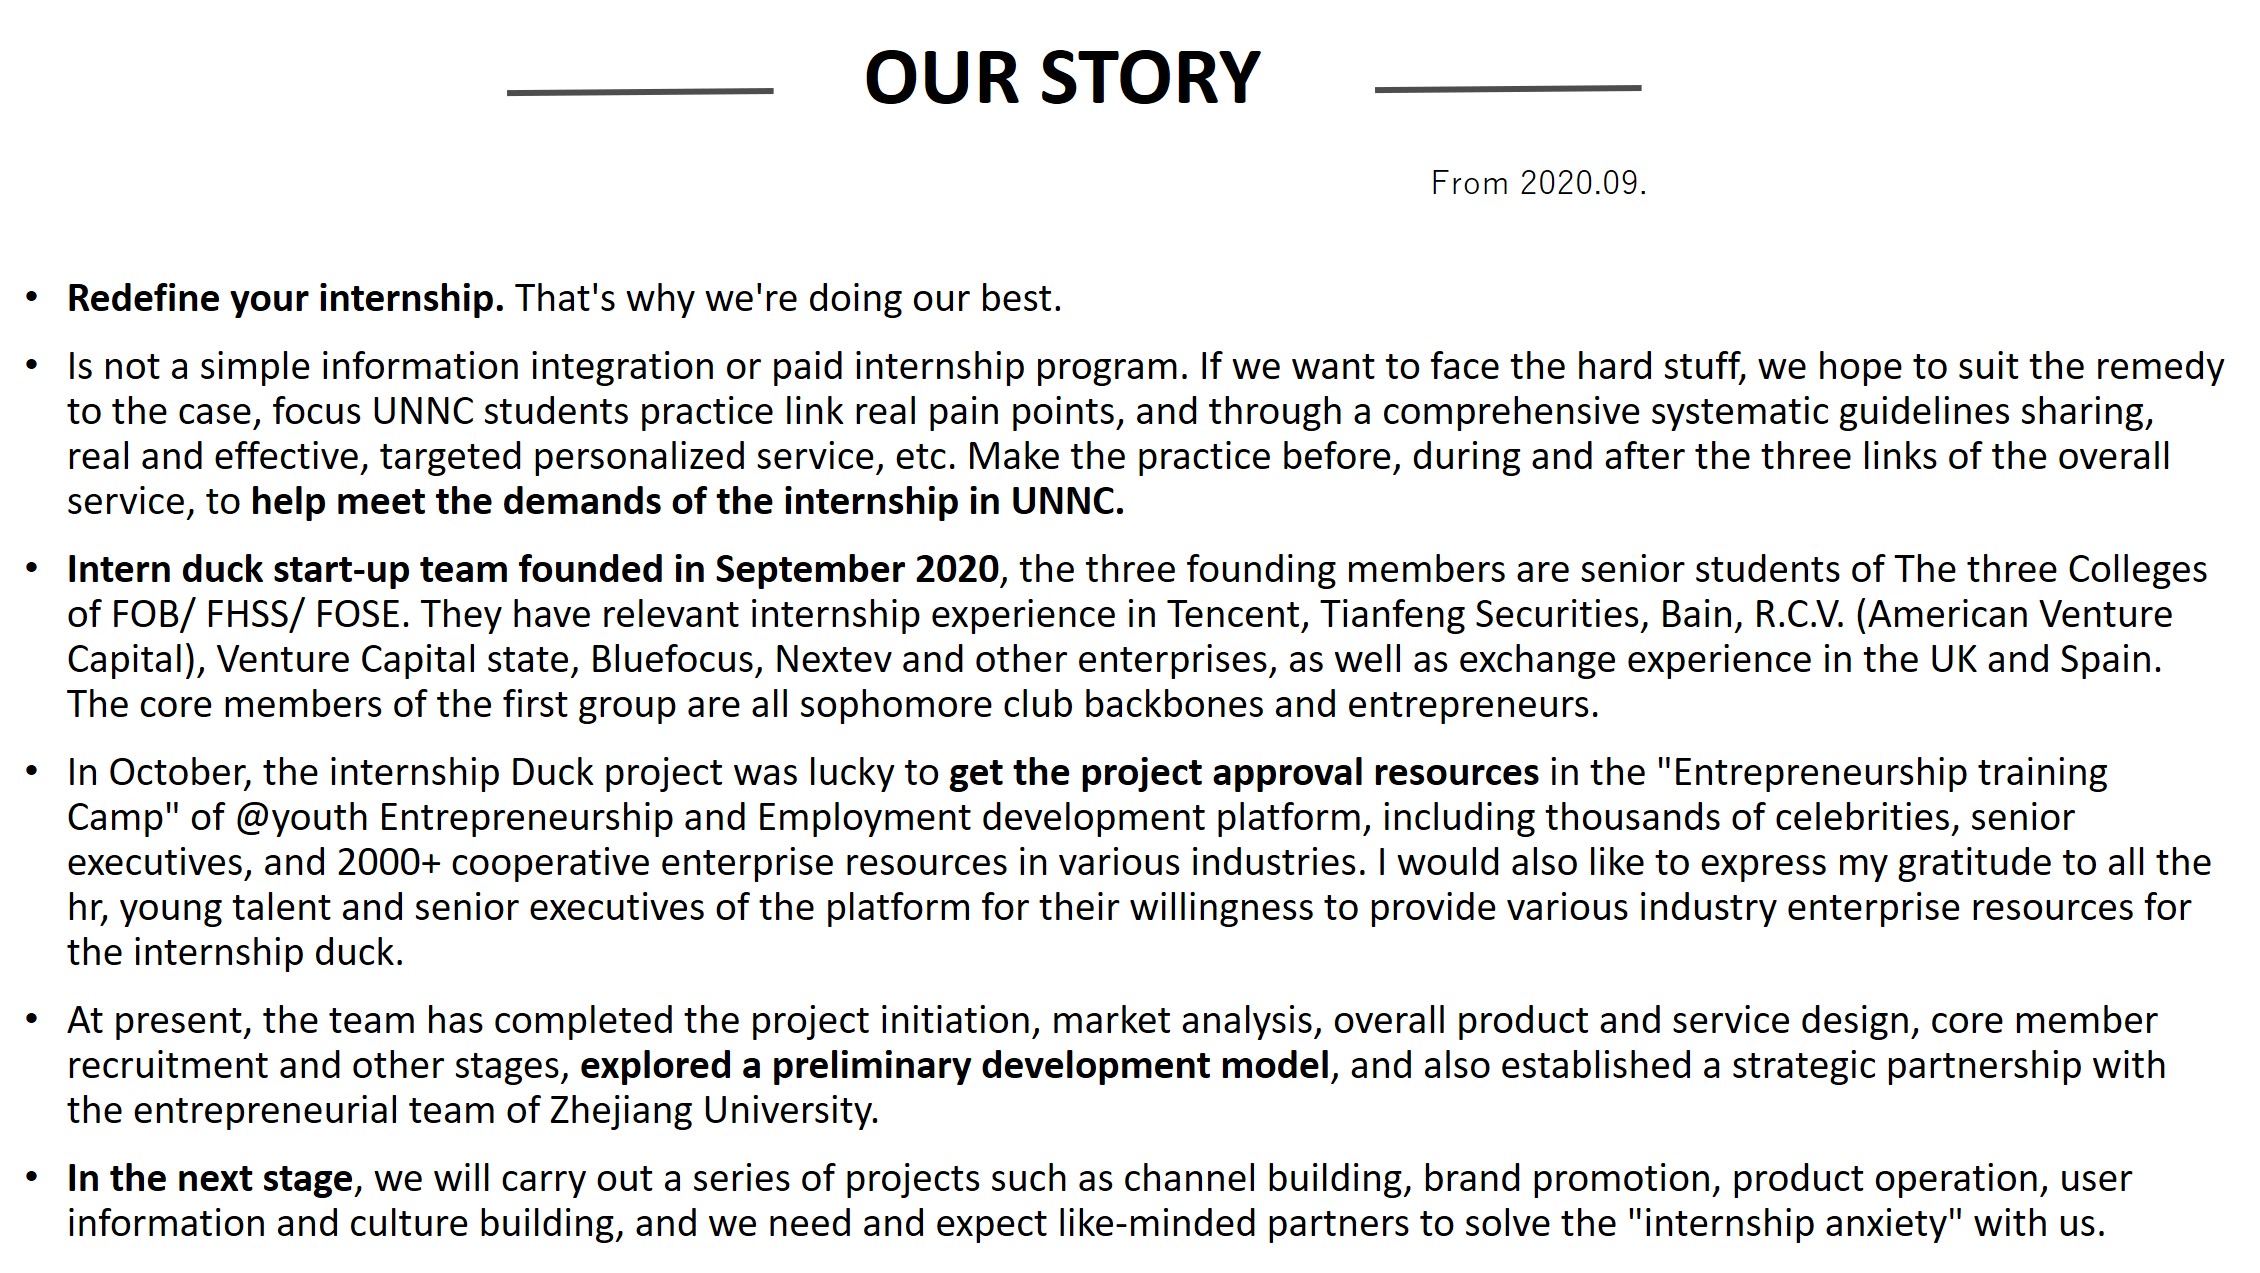 OUR STORY
From 2020.09.
• Redefine your internship. That's why we're doing our best.
• Is not a simple information integration or paid internship program. If we want to face the hard stuff, we hope to suit the remedy
to the case, focus UNNC students practice link real pain points, and through a comprehensive systematic guidelines sharing,
real and effective, targeted personalized service, etc. Make the practice before, during and after the three links of the overall
service, to help meet the demands of the internship in UNNC.
• Intern duck start-up team founded in September 2020, the three founding members are senior students of The three Colleges
of FOB/ FHSS/ FOSE. They have relevant internship experience in Tencent, Tianfeng Securities, Bain, R.C.V. (American Venture
Capital), Venture Capital state, Bluefocus, Nextev and other enterprises, as well as exchange experience in the UK and Spain.
The core members of the first group are all sophomore club backbones and entrepreneurs.
• In October, the internship Duck project was lucky to get the project approval resources in the "Entrepreneurship training
Camp" of @youth Entrepreneurship and Employment development platform, including thousands of celebrities, senior
executives, and 2000+ cooperative enterprise resources in various industries. I would also like to express my gratitude to all the
hr, young talent and senior executives of the platform for their willingness to provide various industry enterprise resources for
the internship duck.
• At present, the team has completed the project initiation, market analysis, overall product and service design, core member
recruitment and other stages, explored a preliminary development model, and also established a strategic partnership with
the entrepreneurial team of Zhejiang University.
• In the next stage, we will carry out a series of projects such as channel building, brand promotion, product operation, user
information and culture building, and we need and expect like-minded partners to solve the "internship anxiety" with us.